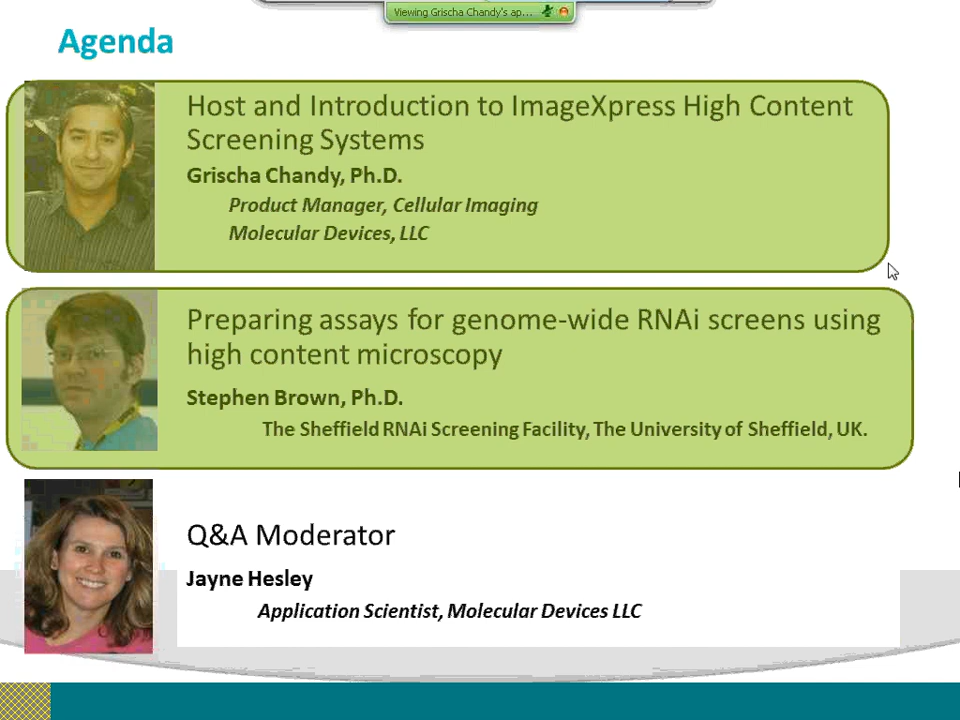 Viewing Grischa Chandy's ap...
Agenda
Host and Introduction to ImageXpress High Content
Screening Systems
Grischa Chandy, Ph.D.
Product Manager, Cellular Imaging
Molecular Devices, LLC
Preparing assays for genome-wide RNAi screens using
high content microscopy
Stephen Brown, Ph.D.
The Sheffield RNAi Screening Facility, The University of Sheffield, UK.
Q&A Moderator
Jayne Hesley
Application Scientist, Molecular Devices LLC